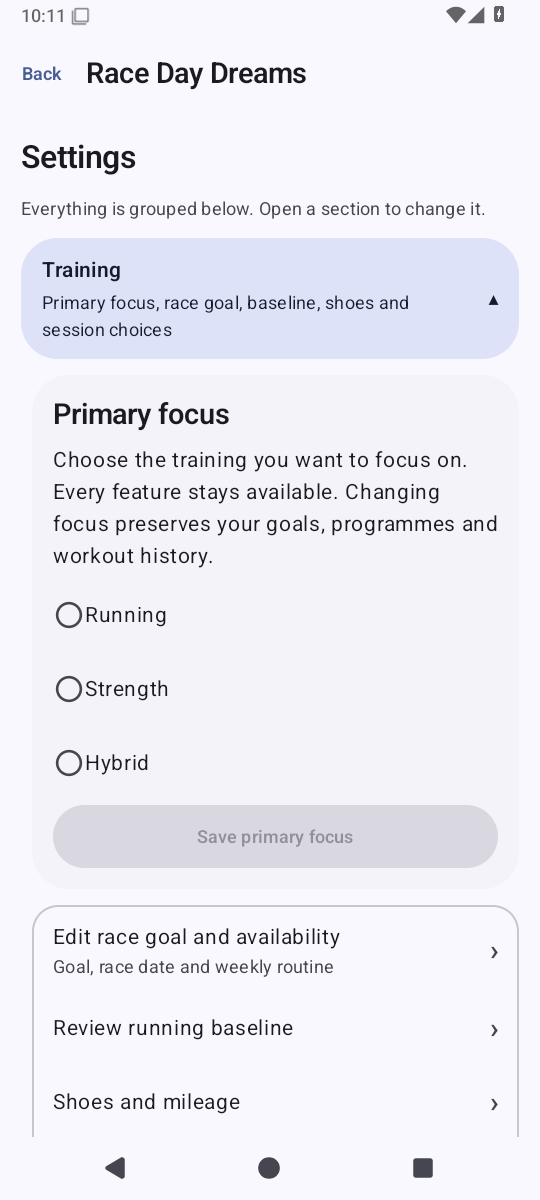 10:11
Back Race Day Dreams
Settings
Everything is grouped below. Open a section to change it.
Training
Primary focus, race goal, baseline, shoes and
session choices
Primary focus
Choose the training you want to focus on.
Every feature stays available. Changing
focus preserves your goals, programmes and
workout history.
Running
Strength
Hybrid
Save primary focus
Edit race goal and availability
Goal, race date and weekly routine
Review running baseline
Shoes and mileage